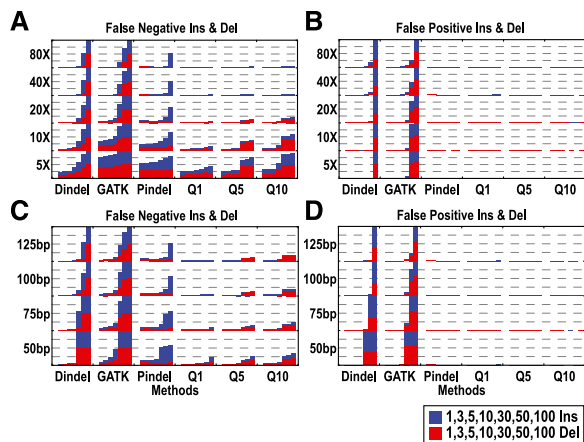 A
False Negative Ins & Del
80X
40X
20X
10X
5X
Dindel GATK Pindel Q1 Q5 Q10
B
False Positive Ins & Del
Dindel GATK Pindel Q1 Q5 Q10
C
False Negative Ins & Del
125bp
100bp
75bp
50bp
Dindel GATK Pindel Q1 Q5 Q10
Methods
D
False Positive Ins & Del
125bp
100bp
75bp
50bp
Dindel GATK Pindel Q1 Q5 Q10
Methods
1,3,5,10,30,50,100 Ins
1,3,5,10,30,50,100 Del